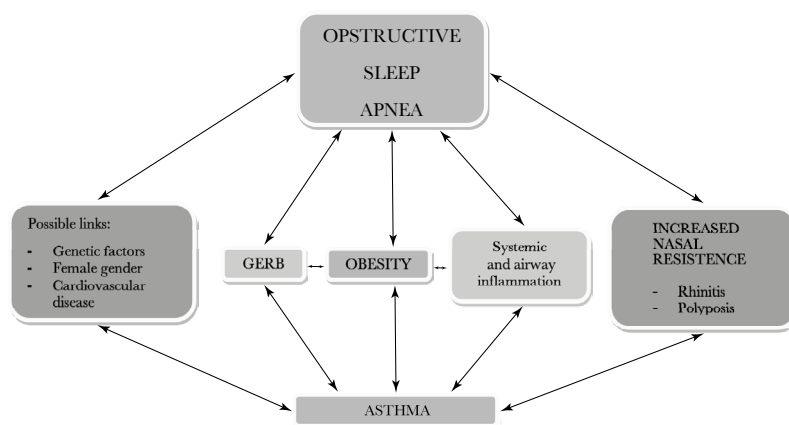 OPSTRUCTIVE
SLEEP
APNEA
Possible links:
- Genetic factors
- Female gender
- Cardiovascular
disease
GERB
OBESITY
Systemic
and airway
inflammation
INCREASED
NASAL
RESISTENCE
- Rhinitis
- Polyposis
ASTHMA